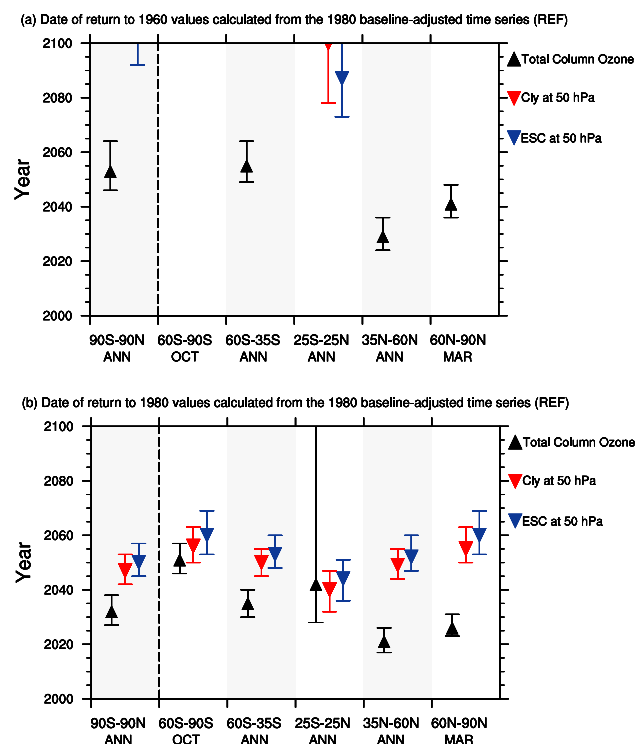 (a) Date of return to 1960 values calculated from the 1980 baseline-adjusted time series (REF)
2100
2080
2060
2040
2020
2000
Year
Total Column Ozone
Cly at 50 hPa
ESC at 50 hPa
90S-90N 60S-90S 60S-35S 25S-25N 35N-60N 60N-90N
ANN OCT ANN ANN ANN MAR
(b) Date of return to 1980 values calculated from the 1980 baseline-adjusted time series (REF)
2100
2080
2060
2040
2020
2000
Year
Total Column Ozone
Cly at 50 hPa
ESC at 50 hPa
90S-90N 60S-90S 60S-35S 25S-25N 35N-60N 60N-90N
ANN OCT ANN ANN ANN MAR